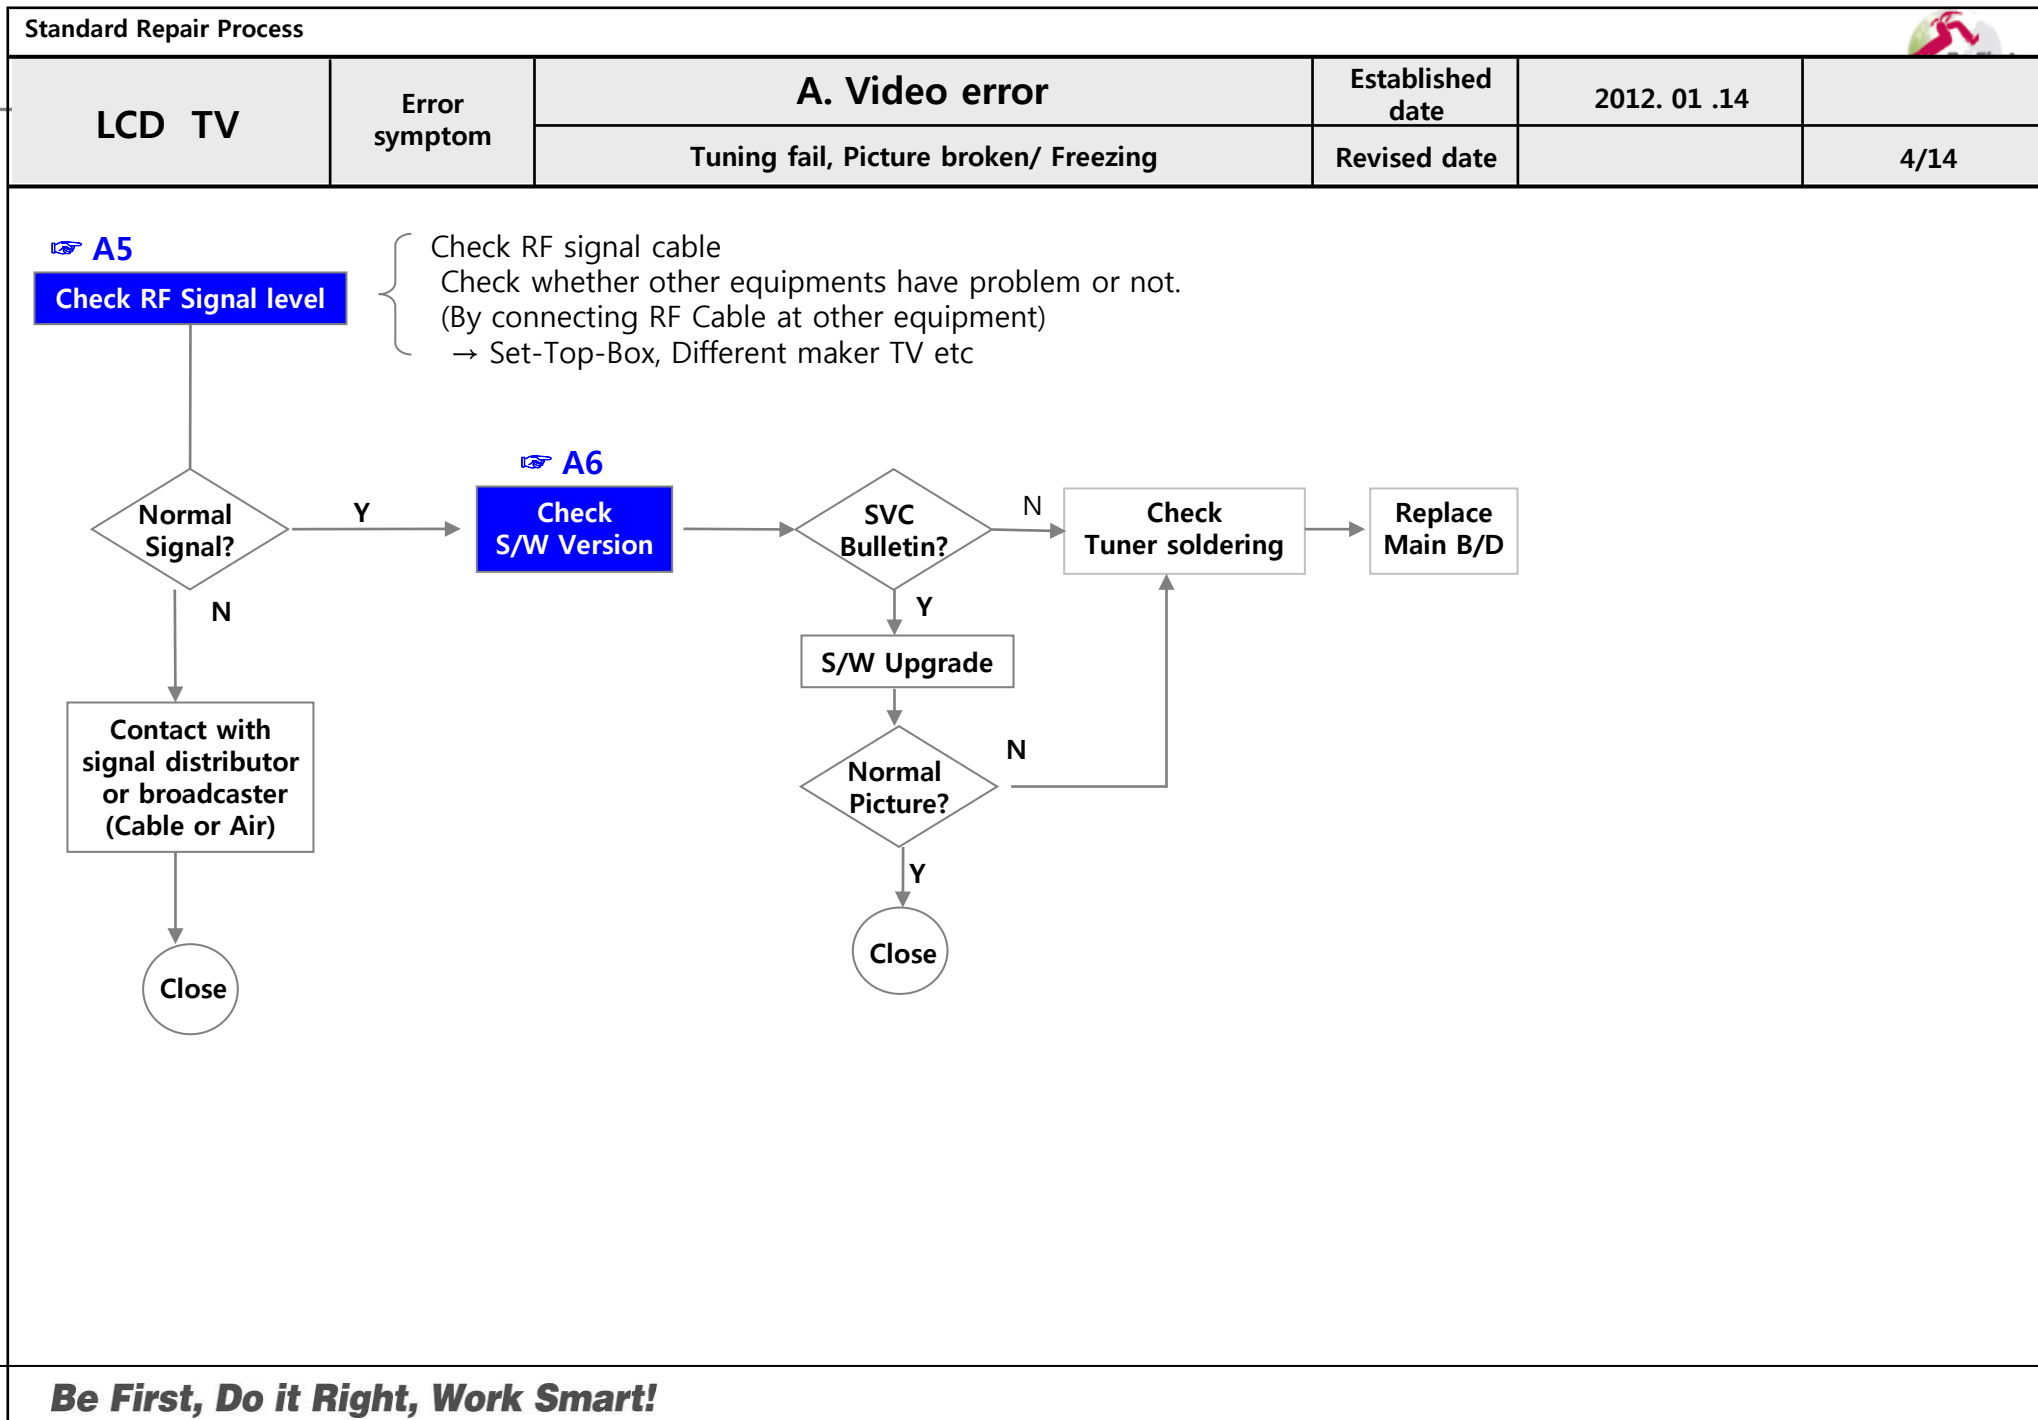 Standard Repair Process
LCD TV
Error
symptom
A. Video error
Established
date
2012. 01 .14
Tuning fail, Picture broken/ Freezing
Revised date
4/14
☞ A5
Check RF Signal level
Check RF signal cable
Check whether other equipments have problem or not.
(By connecting RF Cable at other equipment)
→ Set-Top-Box, Different maker TV etc
Normal
Signal?
Y
☞ A6
Check
S/W Version
SVC
Bulletin?
N
Check
Tuner soldering
Replace
Main B/D
N
Y
S/W Upgrade
Contact with
signal distributor
or broadcaster
(Cable or Air)
Normal
Picture?
N
Y
Close
Close
Be First, Do it Right, Work Smart!